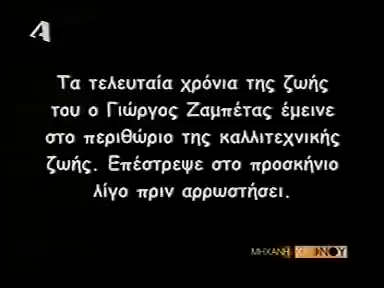 A
Τα τελευταία χρόνια της ζωής
του ο Γιώργος Ζαμπέτας έμεινε
στο περιθώριο της καλλιτεχνικής
ζωής. Επέστρεψε στο προσκήνιο
λίγο πριν αρρωστήσει.
ΜΗΧΑΝΗ ΧΡΟΝΟΥ